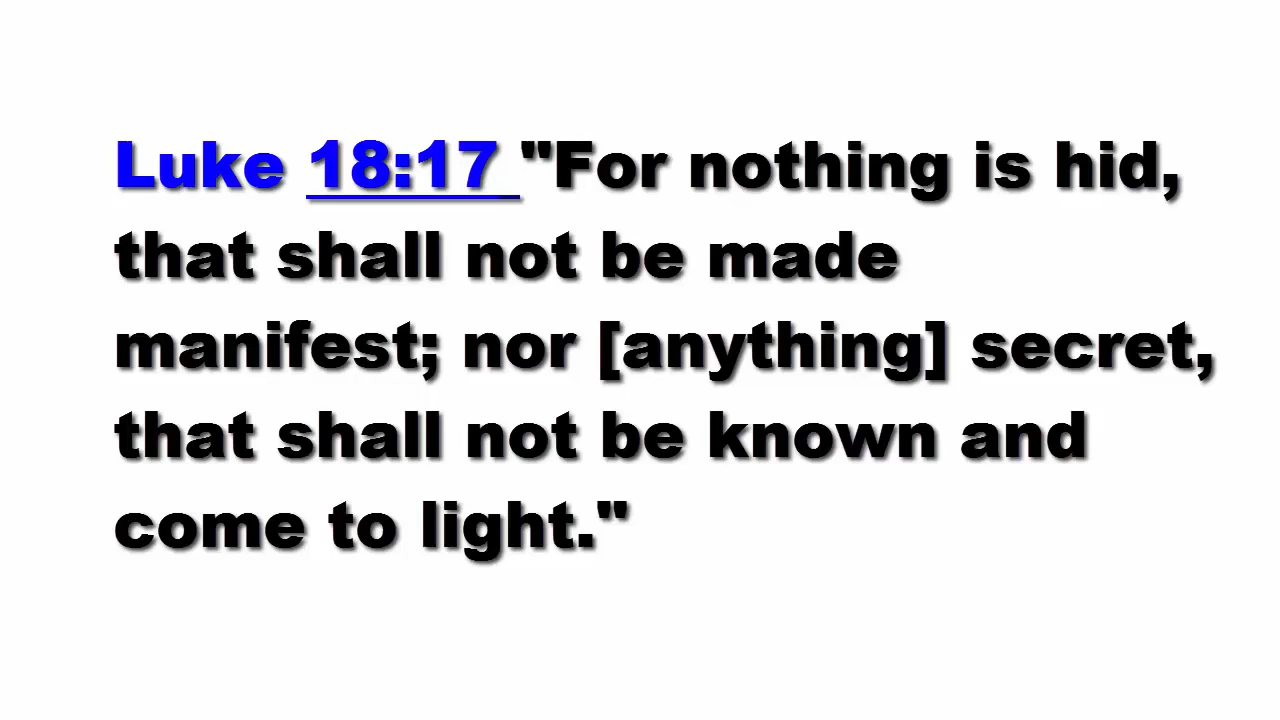 Luke 18:17 "For nothing is hid,
that shall not be made
manifest; nor [anything] secret,
that shall not be known and
come to light."